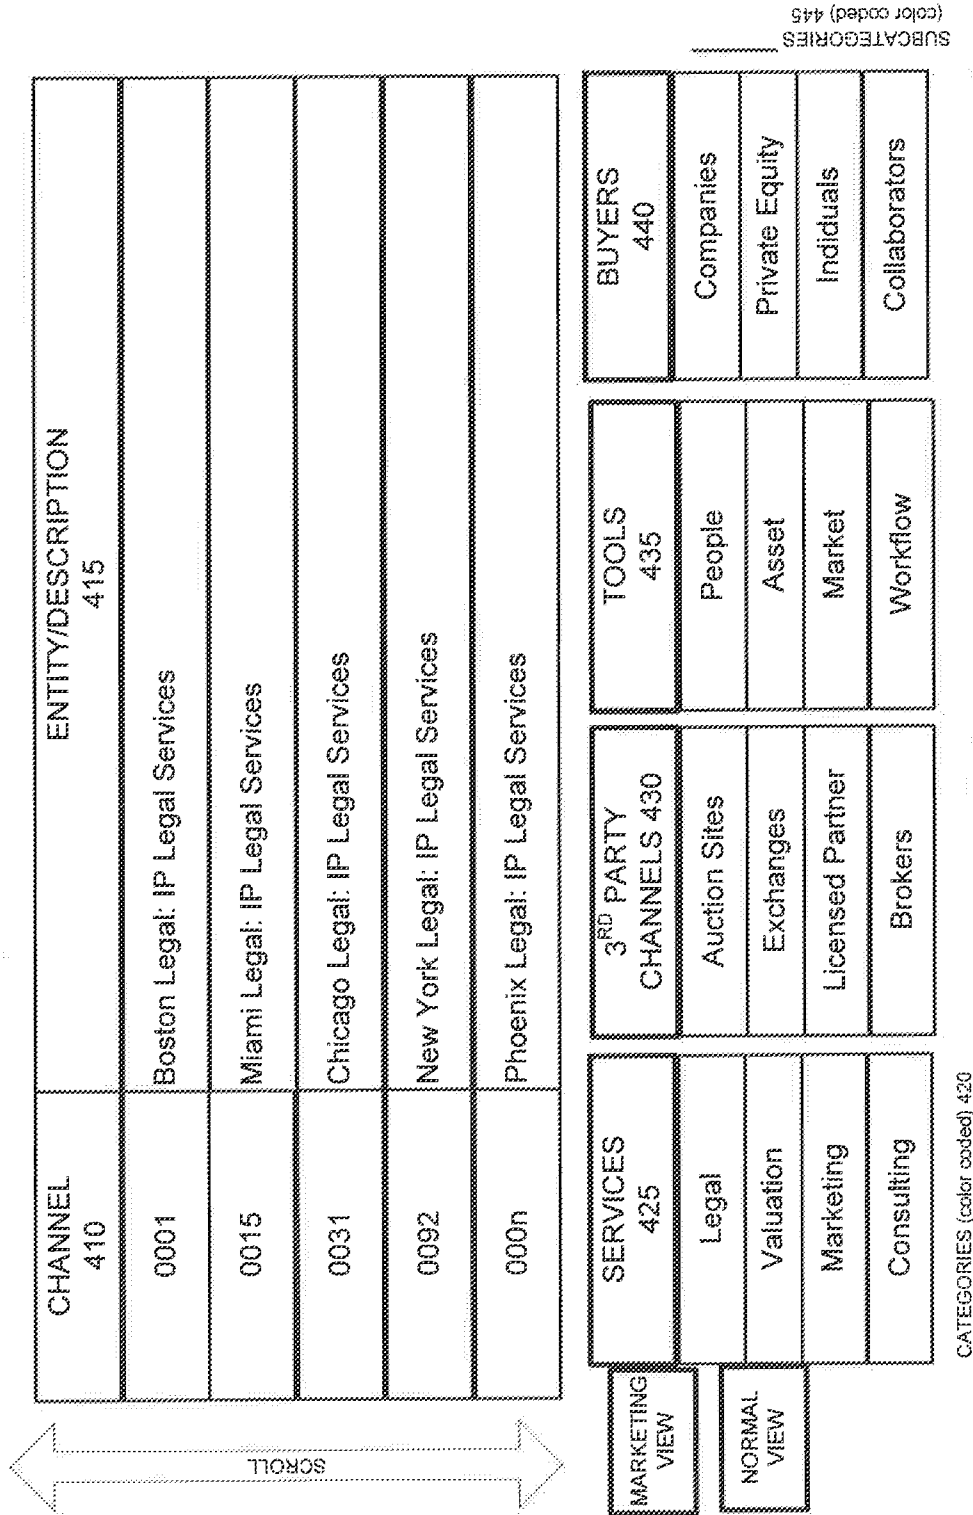 CHANNEL
410
ENTITY/DESCRIPTION
415
0001
Boston Legal: IP Legal Services
0015
Miami Legal: IP Legal Services
0031
Chicago Legal: IP Legal Services
0092
New York Legal: IP Legal Services
000n
Phoenix Legal: IP Legal Services
SCROLL
MARKETING
VIEW
NORMAL
VIEW
SERVICES
425
Legal
Valuation
Marketing
Consulting
3RD PARTY
CHANNELS 430
Auction Sites
Exchanges
Licensed Partner
Brokers
TOOLS
435
People
Asset
Market
Workflow
BUYERS
440
Companies
Private Equity
Indiduals
Collaborators
SUBCATEGORIES
(color coded) 445
CATEGORIES (color coded) 420